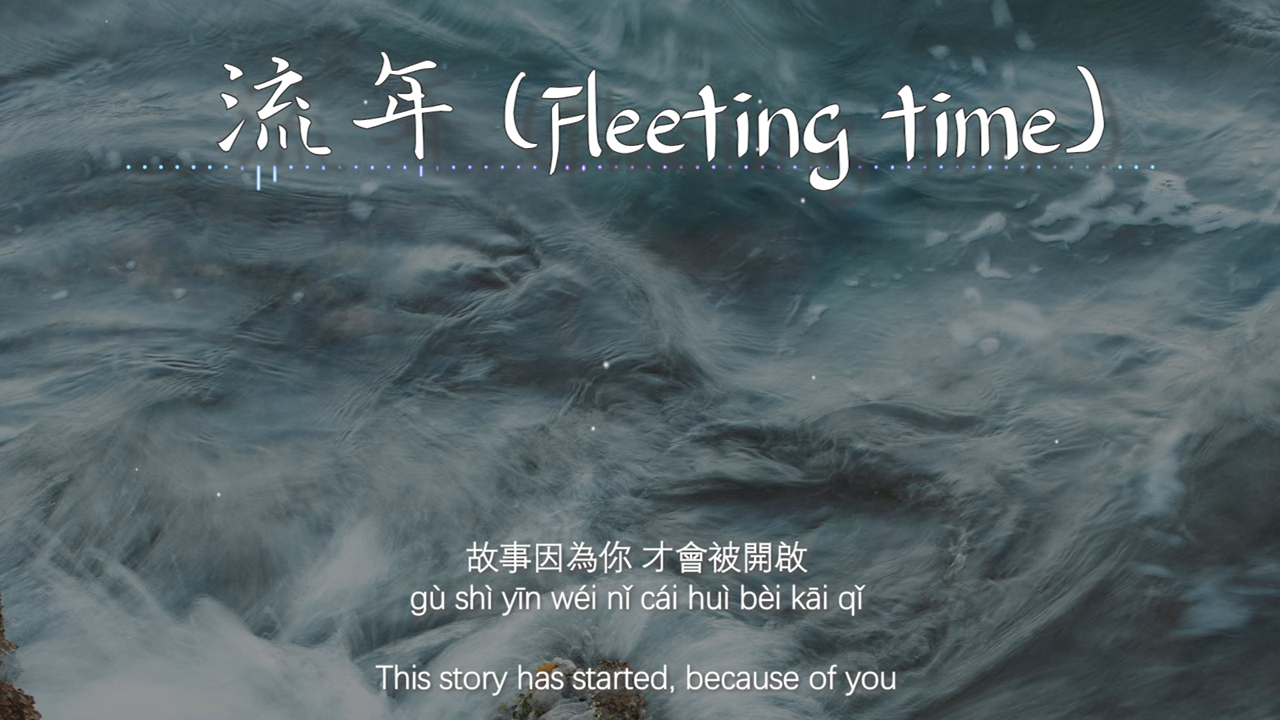 流年 (Fleeting time)
故事因為你 才會被開啟
gù shì yīn wéi nǐ cái huì bèi kāi qǐ
This story has started, because of you